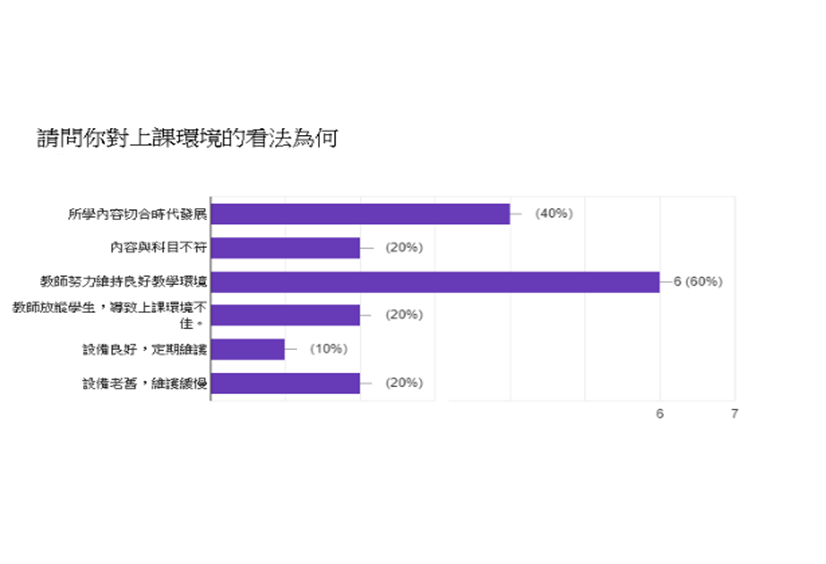 請問你對上課環境的看法為何
所學內容切合時代發展
(40%)
內容與科目不符
(20%)
教師努力維持良好教學環境
6 (60%)
教師放縱學生，導致上課環境不
佳。
(20%)
設備良好，定期維護
(10%)
設備老舊，維護緩慢
(20%)
6
7